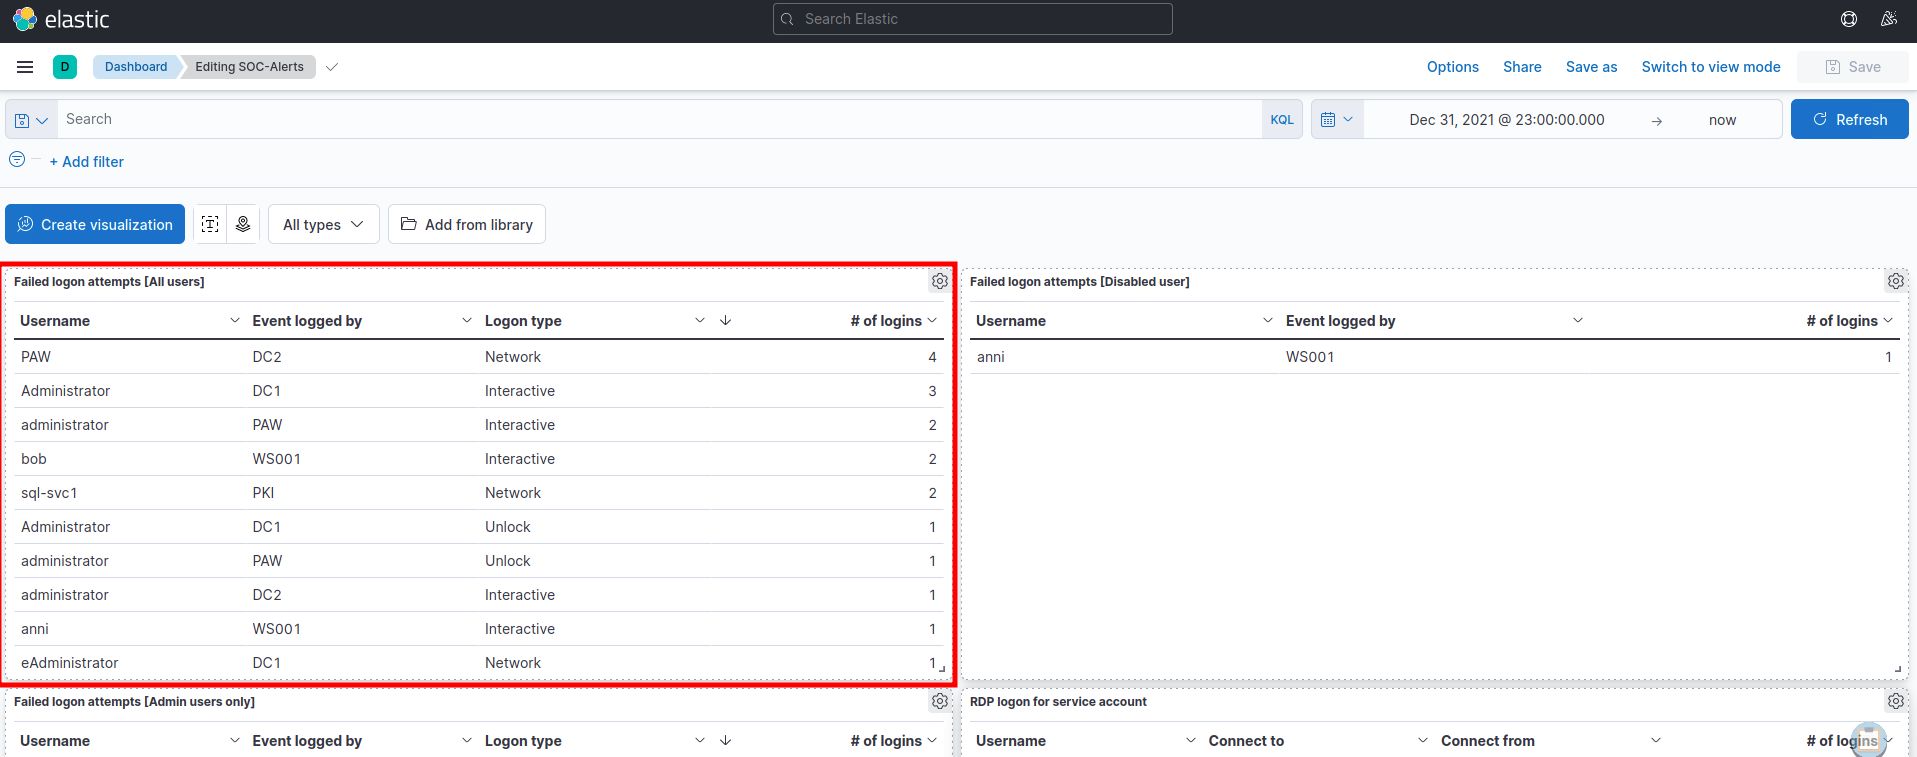 elastic
Search Elastic
D
Dashboard
Editing SOC-Alerts
Options
Share
Save as
Switch to view mode
Save
Search
KQL
Dec 31, 2021 @ 23:00:00.000 → now
Refresh
+ Add filter
Create visualization
All types
Add from library
Failed logon attempts [All users]
Username Event logged by Logon type ↓ # of logins
PAW DC2 Network 4
Administrator DC1 Interactive 3
administrator PAW Interactive 2
bob WS001 Interactive 2
sql-svc1 PKI Network 2
Administrator DC1 Unlock 1
administrator PAW Unlock 1
administrator DC2 Interactive 1
anni WS001 Interactive 1
eAdministrator DC1 Network 1
Failed logon attempts [Disabled user]
Username Event logged by # of logins
anni WS001 1
Failed logon attempts [Admin users only]
Username Event logged by Logon type ↓ # of logins
RDP logon for service account
Username Connect to Connect from # of logins